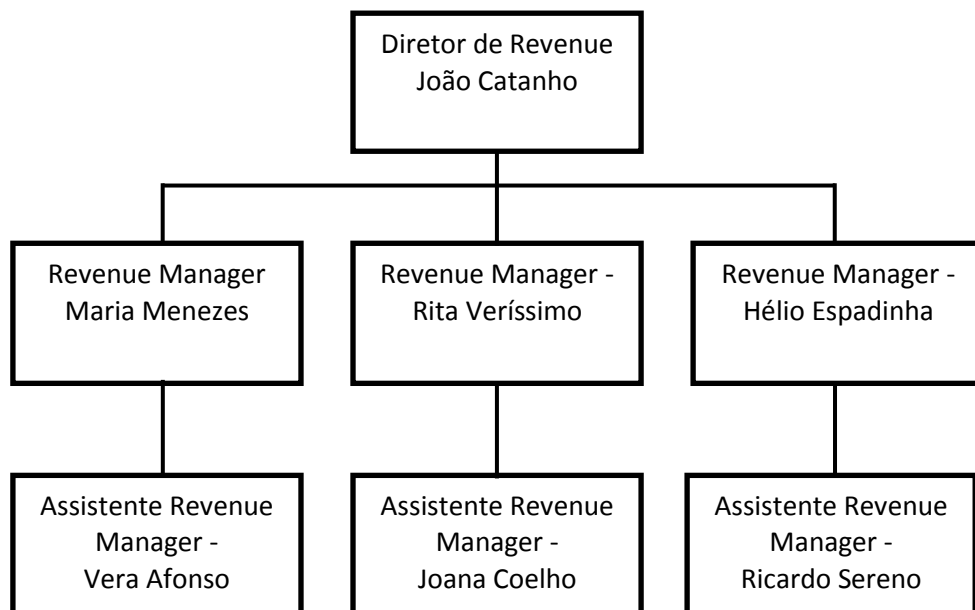 Diretor de Revenue
João Catanho
Revenue Manager
Maria Menezes
Revenue Manager -
Rita Veríssimo
Revenue Manager -
Hélio Espadinha
Assistente Revenue
Manager -
Vera Afonso
Assistente Revenue
Manager -
Joana Coelho
Assistente Revenue
Manager -
Ricardo Sereno